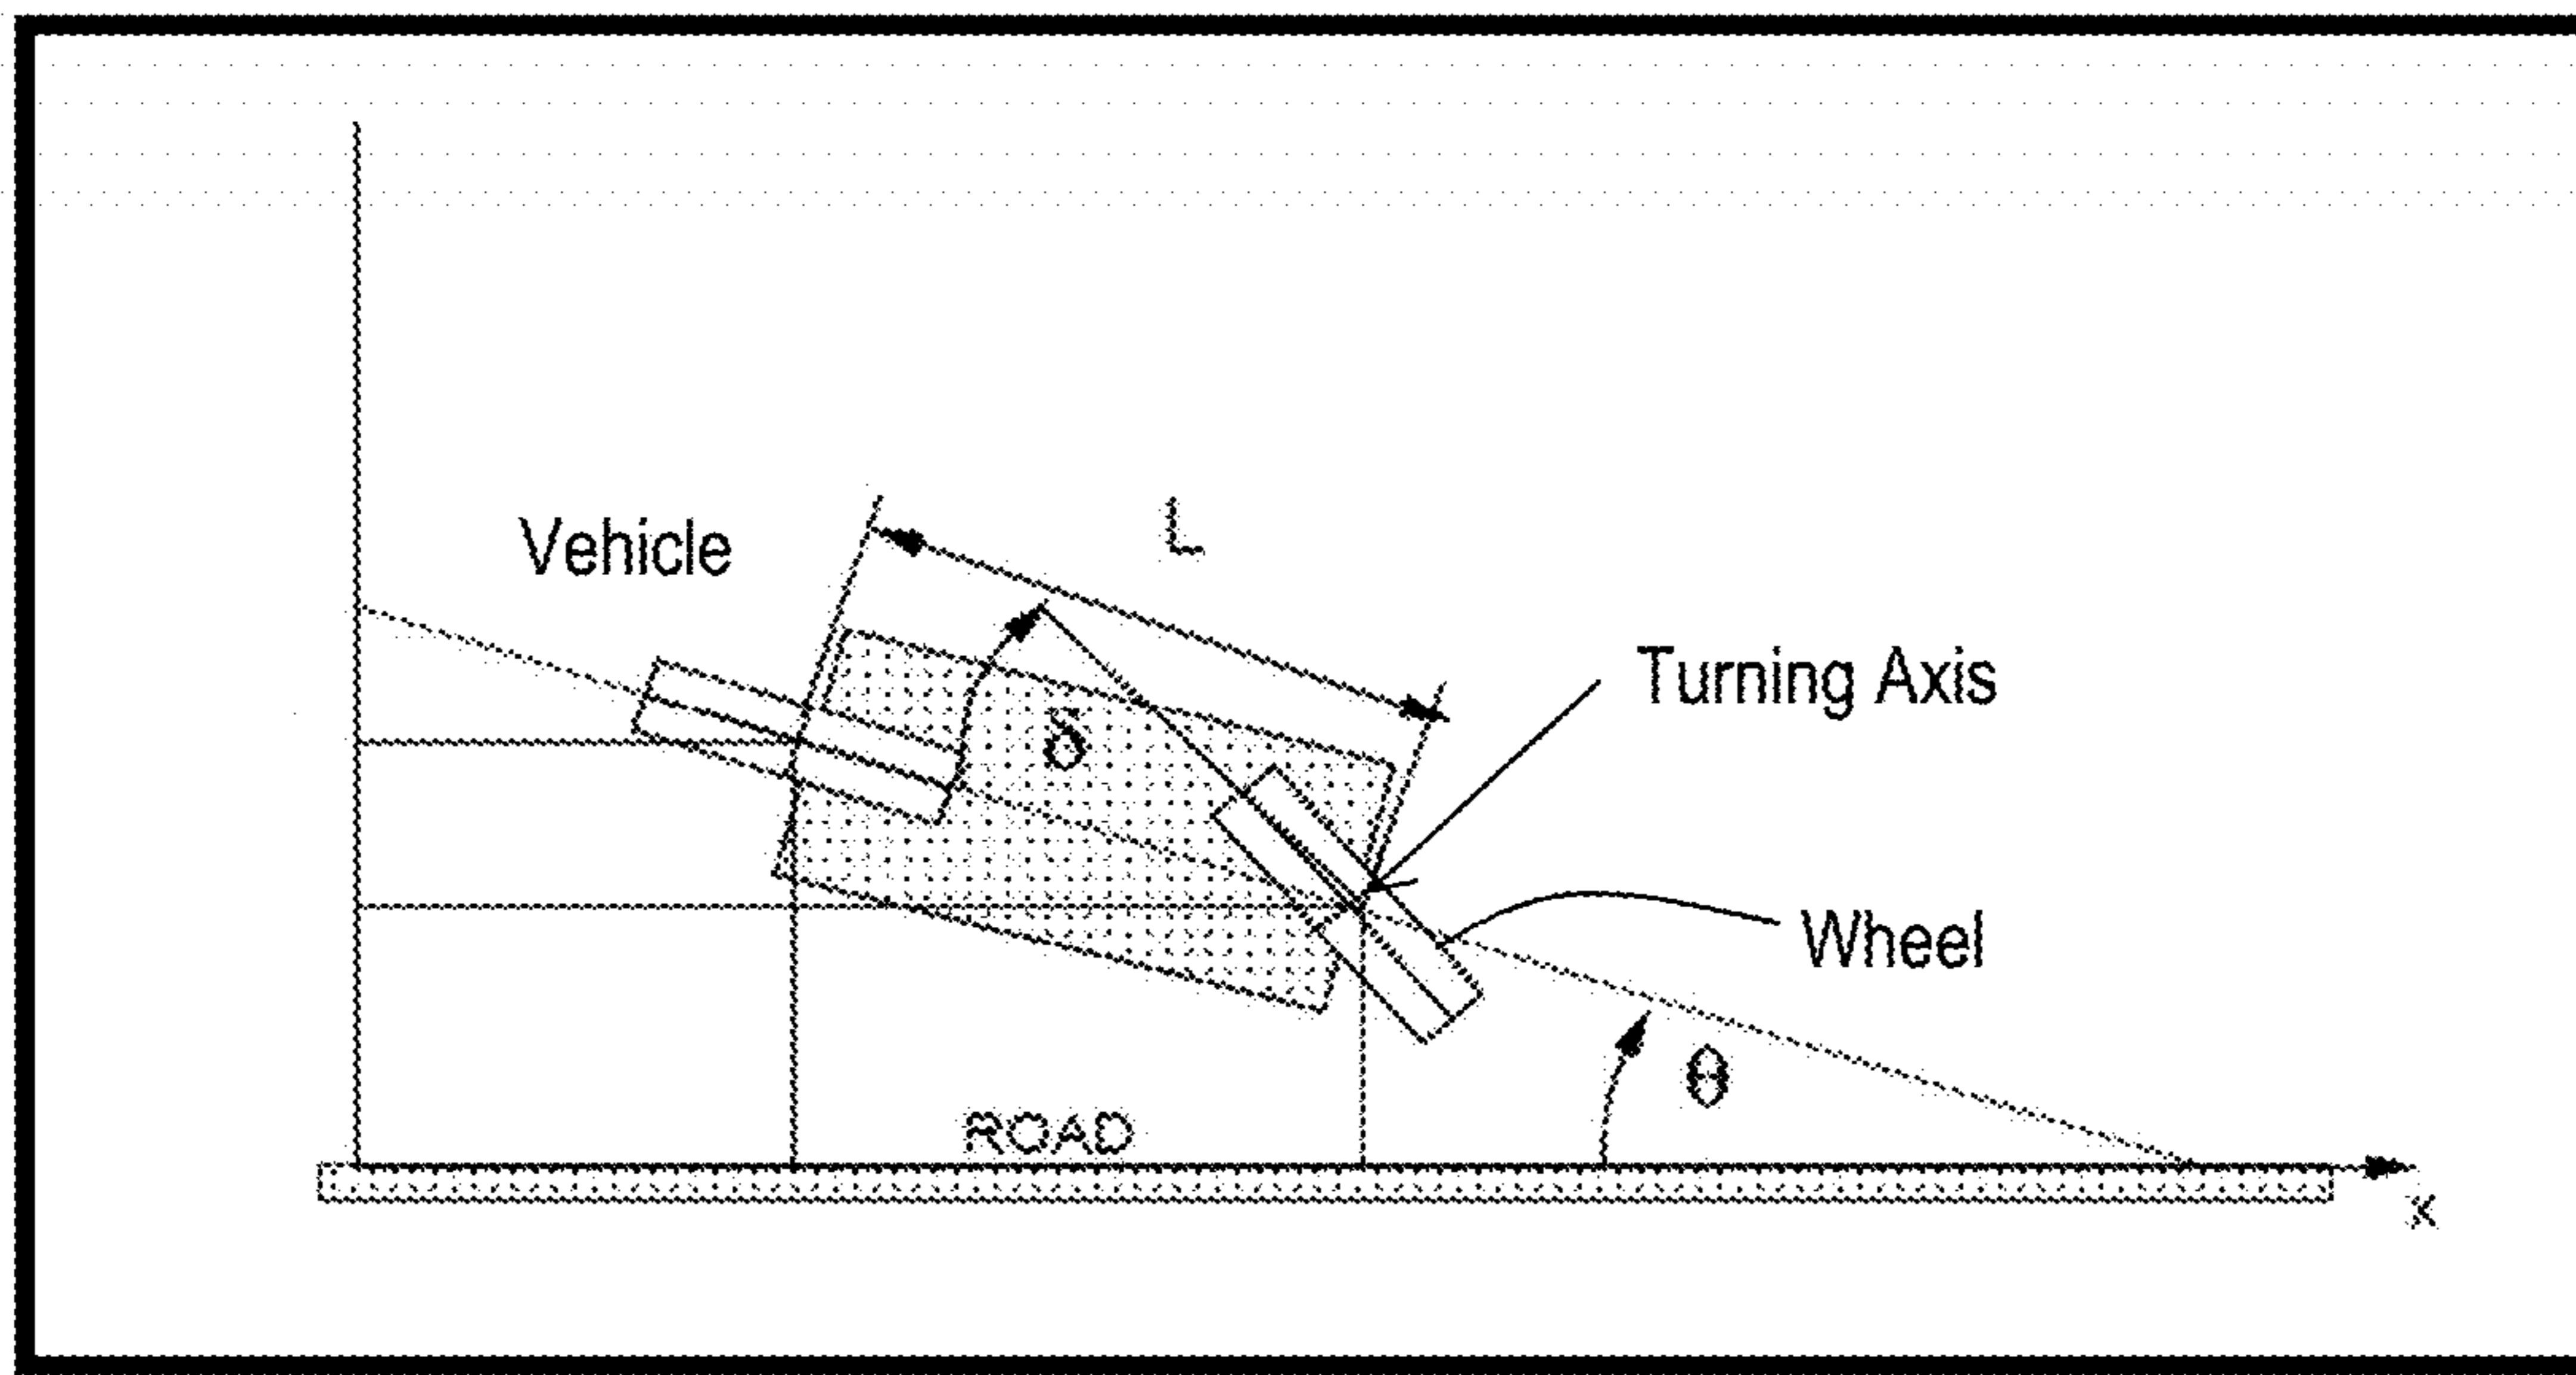 L
Vehicle
Turning Axis
δ
Wheel
θ
ROAD
x